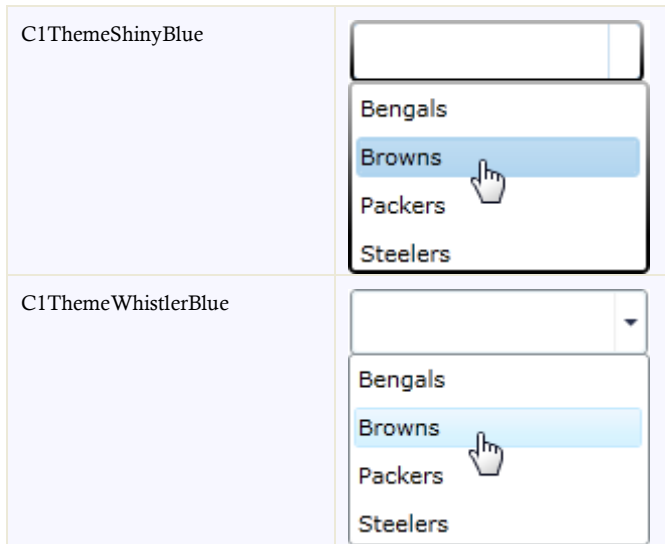 C1ThemeShinyBlue
Bengals
Browns
Packers
Steelers
C1ThemeWhistlerBlue
Bengals
Browns
Packers
Steelers